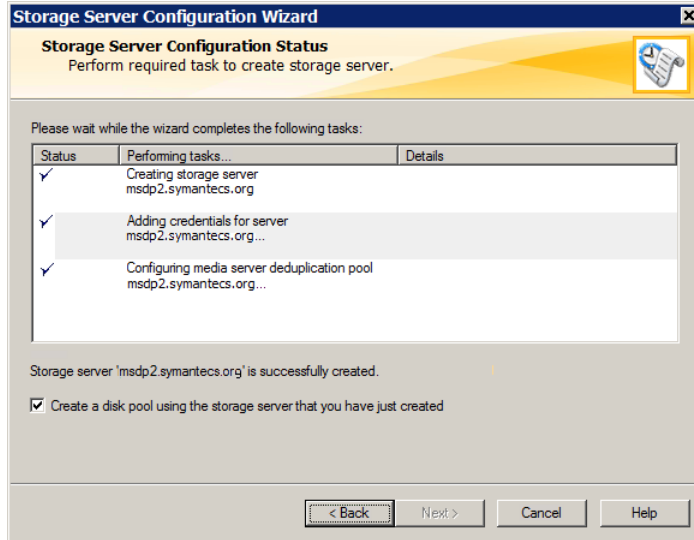 Storage Server Configuration Wizard
Storage Server Configuration Status
Perform required task to create storage server.
Please wait while the wizard completes the following tasks:
Status Performing tasks... Details
Creating storage server
msdp2.symantecs.org
Adding credentials for server
msdp2.symantecs.org...
Configuring media server deduplication pool
msdp2.symantecs.org...
Storage server 'msdp2.symantecs.org' is successfully created.
Create a disk pool using the storage server that you have just created
< Back Next > Cancel Help